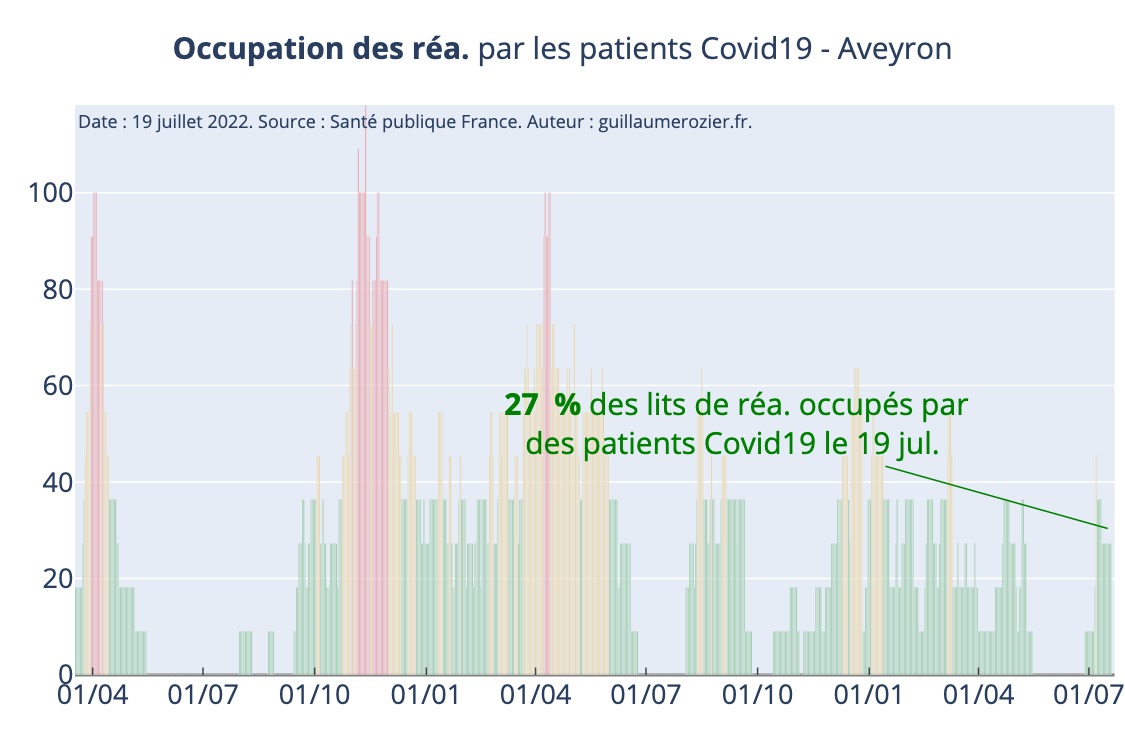 Occupation des réa. par les patients Covid19 - Aveyron
Date : 19 juillet 2022. Source : Santé publique France. Auteur : guillaumerozier.fr.
100
80
60
40
20
0
27 % des lits de réa. occupés par
des patients Covid19 le 19 jul.
01/04 01/07 01/10 01/01 01/04 01/07 01/10 01/01 01/04 01/07